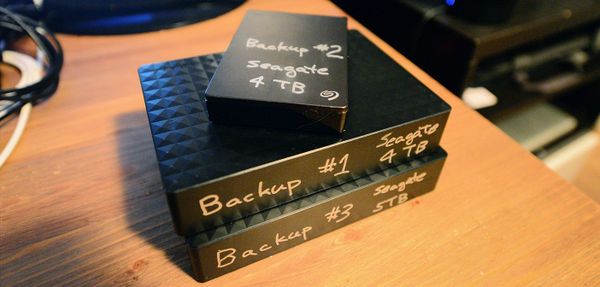 Backup #2
Seagate
4 TB
Backup #1
Seagate
4 TB
Backup #3
Seagate
5TB